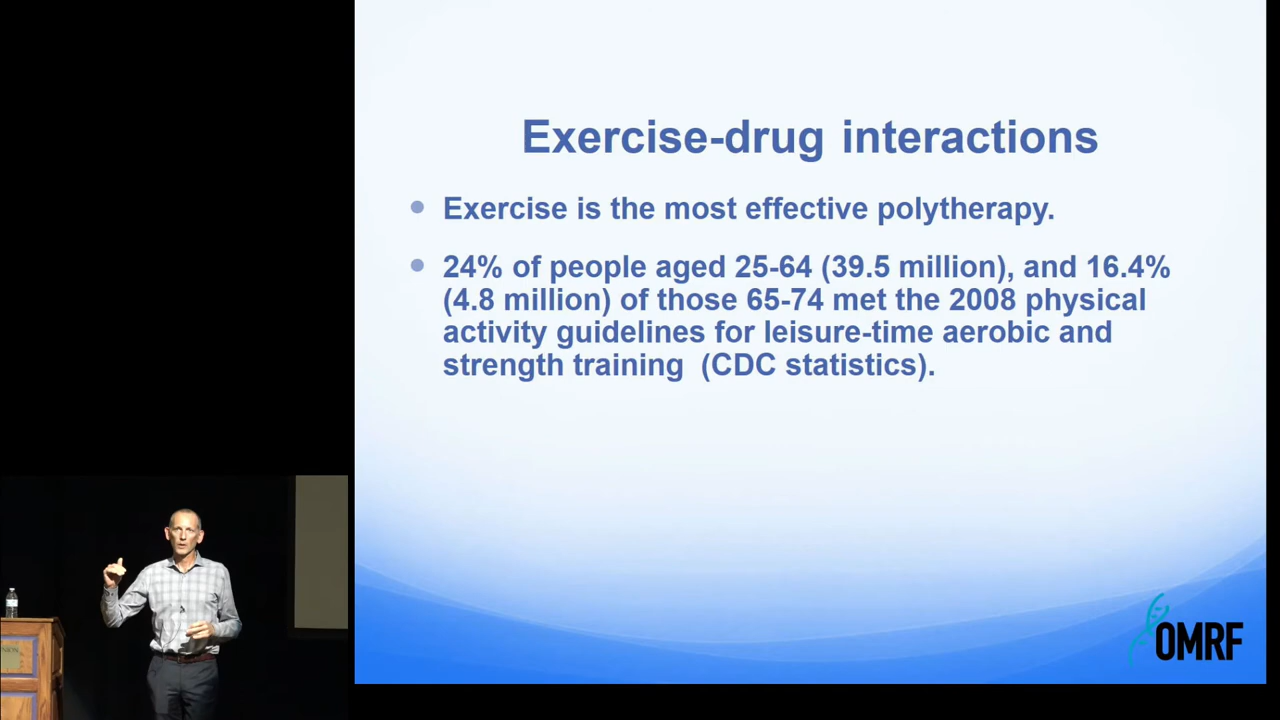 Exercise-drug interactions
Exercise is the most effective polytherapy.
24% of people aged 25-64 (39.5 million), and 16.4%
(4.8 million) of those 65-74 met the 2008 physical
activity guidelines for leisure-time aerobic and
strength training (CDC statistics).
OMRF